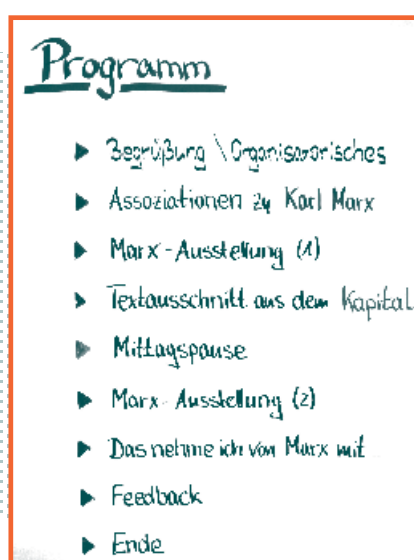 Programm
Begrüßung \ Organisatorisches
Assoziationen zu Karl Marx
Marx-Ausstellung (1)
Textausschnitt aus dem Kapital
Mittagspause
Marx-Ausstellung (2)
Das nehme ich von Marx mit
Feedback
Ende